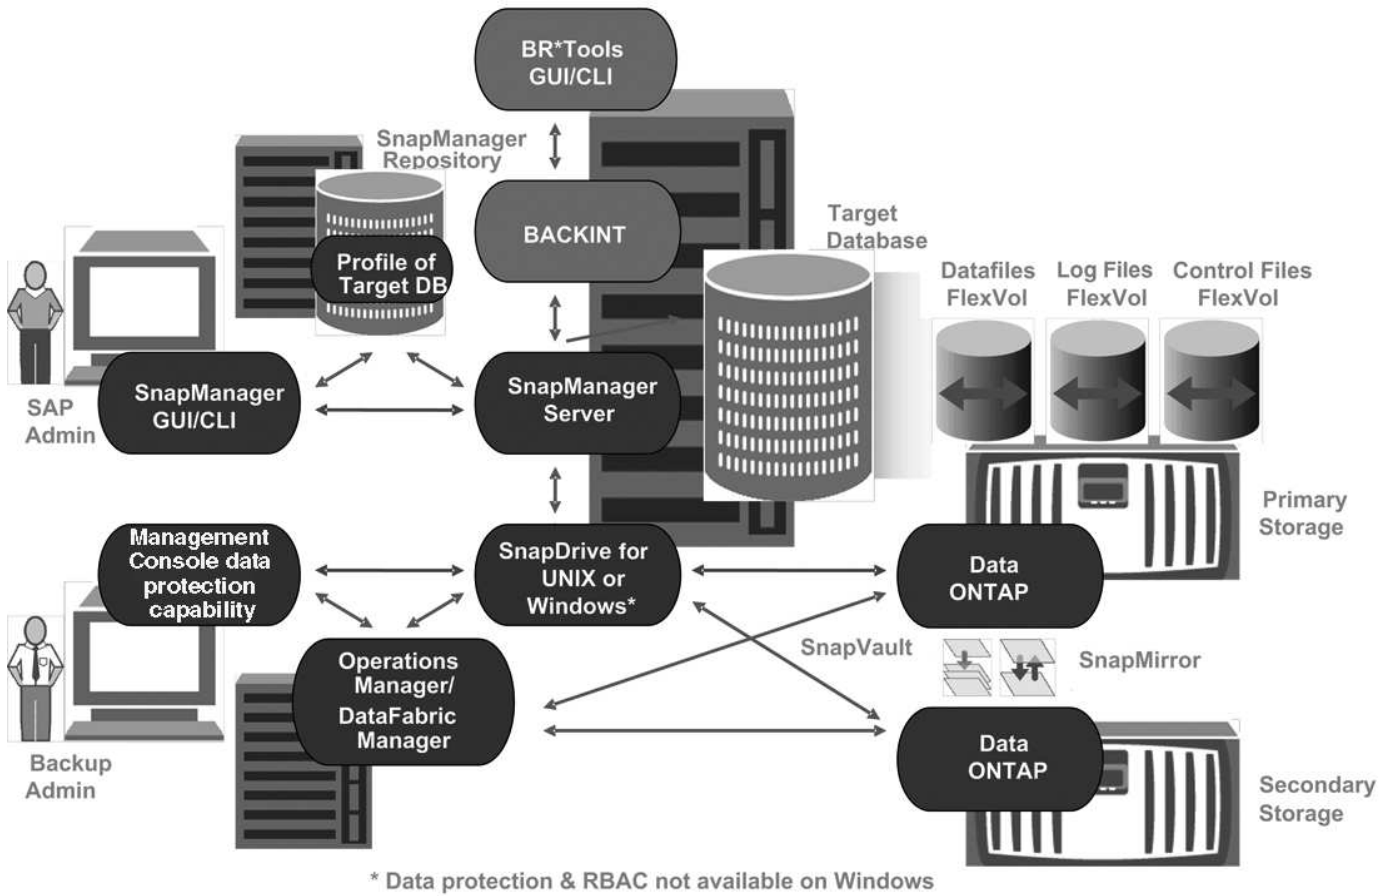 BR*Tools
GUI/CLI
SnapManager
Repository
BACKINT
Target
Database
Profile of
Target DB
Datafiles
FlexVol
Log Files
FlexVol
Control Files
FlexVol
SAP
Admin
SnapManager
GUI/CLI
SnapManager
Server
Primary
Storage
Management
Console data
protection
capability
SnapDrive for
UNIX or
Windows*
Data
ONTAP
SnapVault
SnapMirror
Operations
Manager/
DataFabric
Manager
Data
ONTAP
Backup
Admin
Secondary
Storage
* Data protection & RBAC not available on Windows